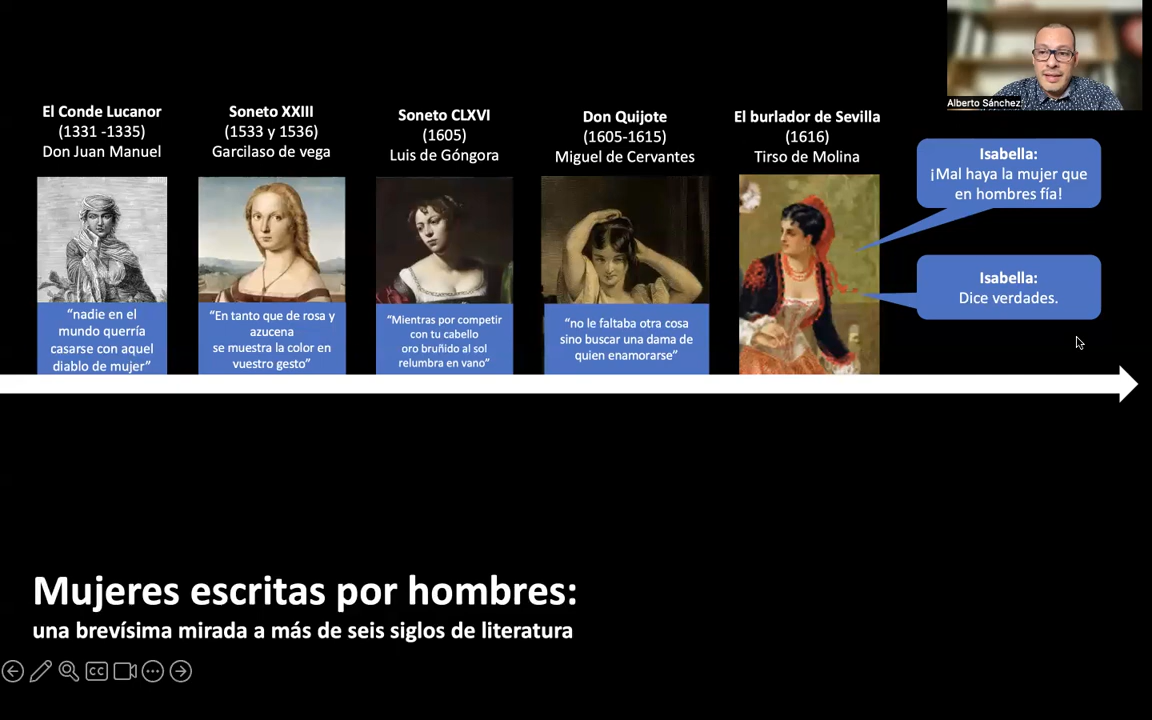 Alberto Sánchez
El Conde Lucanor
(1331 -1335)
Don Juan Manuel
"nadie en el
mundo querría
casarse con aquel
diablo de mujer"
Soneto XXIII
(1533 y 1536)
Garcilaso de vega
"En tanto que de rosa y
azucena
se muestra la color en
vuestro gesto"
Soneto CLXVI
(1605)
Luis de Góngora
"Mientras por competir
con tu cabello
oro bruñido al sol
relumbra en vano"
Don Quijote
(1605-1615)
Miguel de Cervantes
"no le faltaba otra cosa
sino buscar una dama de
quien enamorarse"
El burlador de Sevilla
(1616)
Tirso de Molina
Isabella:
¡Mal haya la mujer que
en hombres fía!
Isabella:
Dice verdades.
Mujeres escritas por hombres:
una brevísima mirada a más de seis siglos de literatura
CC